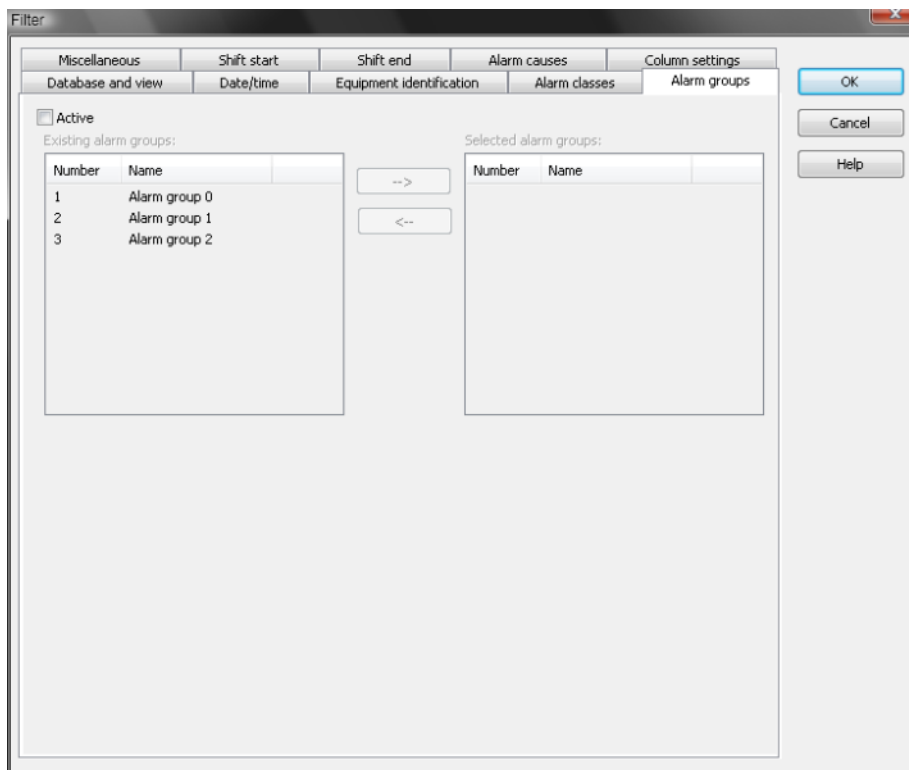 Filter
Miscellaneous Shift start Shift end Alarm causes Column settings
Database and view Date/time Equipment identification Alarm classes Alarm groups
OK
Cancel
Help
Active
Existing alarm groups:
Number Name
1 Alarm group 0
2 Alarm group 1
3 Alarm group 2
-->
<--
Selected alarm groups:
Number Name